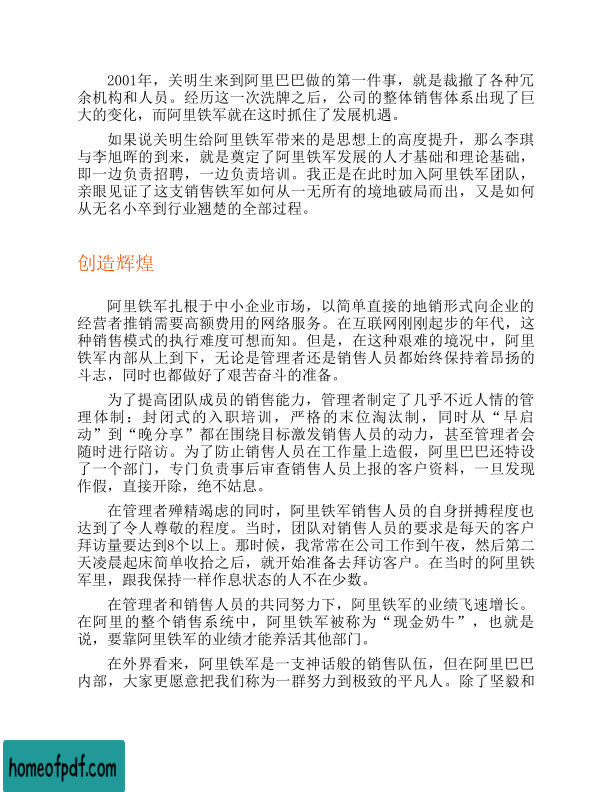 2001年，关明生来到阿里巴巴做的第一件事，就是裁撤了各种冗
余机构和人员。经历这一次洗牌之后，公司的整体销售体系出现了巨
大的变化，而阿里铁军就在这时抓住了发展机遇。
如果说关明生给阿里铁军带来的是思想上的高度提升，那么李琪
与李旭晖的到来，就是奠定了阿里铁军发展的人才基础和理论基础，
即一边负责招聘，一边负责培训。我正是在此时加入阿里铁军团队，
亲眼见证了这支销售铁军如何从一无所有的境地破局而出，又是如何
从无名小卒到行业翘楚的全部过程。
创造辉煌
阿里铁军扎根于中小企业市场，以简单直接的地销形式向企业的
经营者推销需要高额费用的网络服务。在互联网刚刚起步的年代，这
种销售模式的执行难度可想而知。但是，在这种艰难的境况中，阿里
铁军内部从上到下，无论是管理者还是销售人员都始终保持着昂扬的
斗志，同时也都做好了艰苦奋斗的准备。
为了提高团队成员的销售能力，管理者制定了几乎不近人情的管
理体制：封闭式的入职培训，严格的末位淘汰制，同时从“早启
动”到“晚分享”都在围绕目标激发销售人员的动力，甚至管理者会
随时进行陪访。为了防止销售人员在工作量上造假，阿里巴巴还特设
了一个部门，专门负责事后审查销售人员上报的客户资料，一旦发现
作假，直接开除，绝不姑息。
在管理者殚精竭虑的同时，阿里铁军销售人员的自身拼搏程度也
达到了令人尊敬的程度。当时，团队对销售人员的要求是每天的客户
拜访量要达到8个以上。那时候，我常常在公司工作到午夜，然后第二
天凌晨起床简单收拾之后，就开始准备去拜访客户。在当时的阿里铁
军里，跟我保持一样作息状态的人不在少数。
在管理者和销售人员的共同努力下，阿里铁军的业绩飞速增长。
在阿里的整个销售系统中，阿里铁军被称为“现金奶牛”，也就是
说，要靠阿里铁军的业绩才能养活其他部门。
在外界看来，阿里铁军是一支神话般的销售队伍，但在阿里巴巴
内部，大家更愿意把我们称为一群努力到极致的平凡人。除了坚毅和
homeofpdf.com